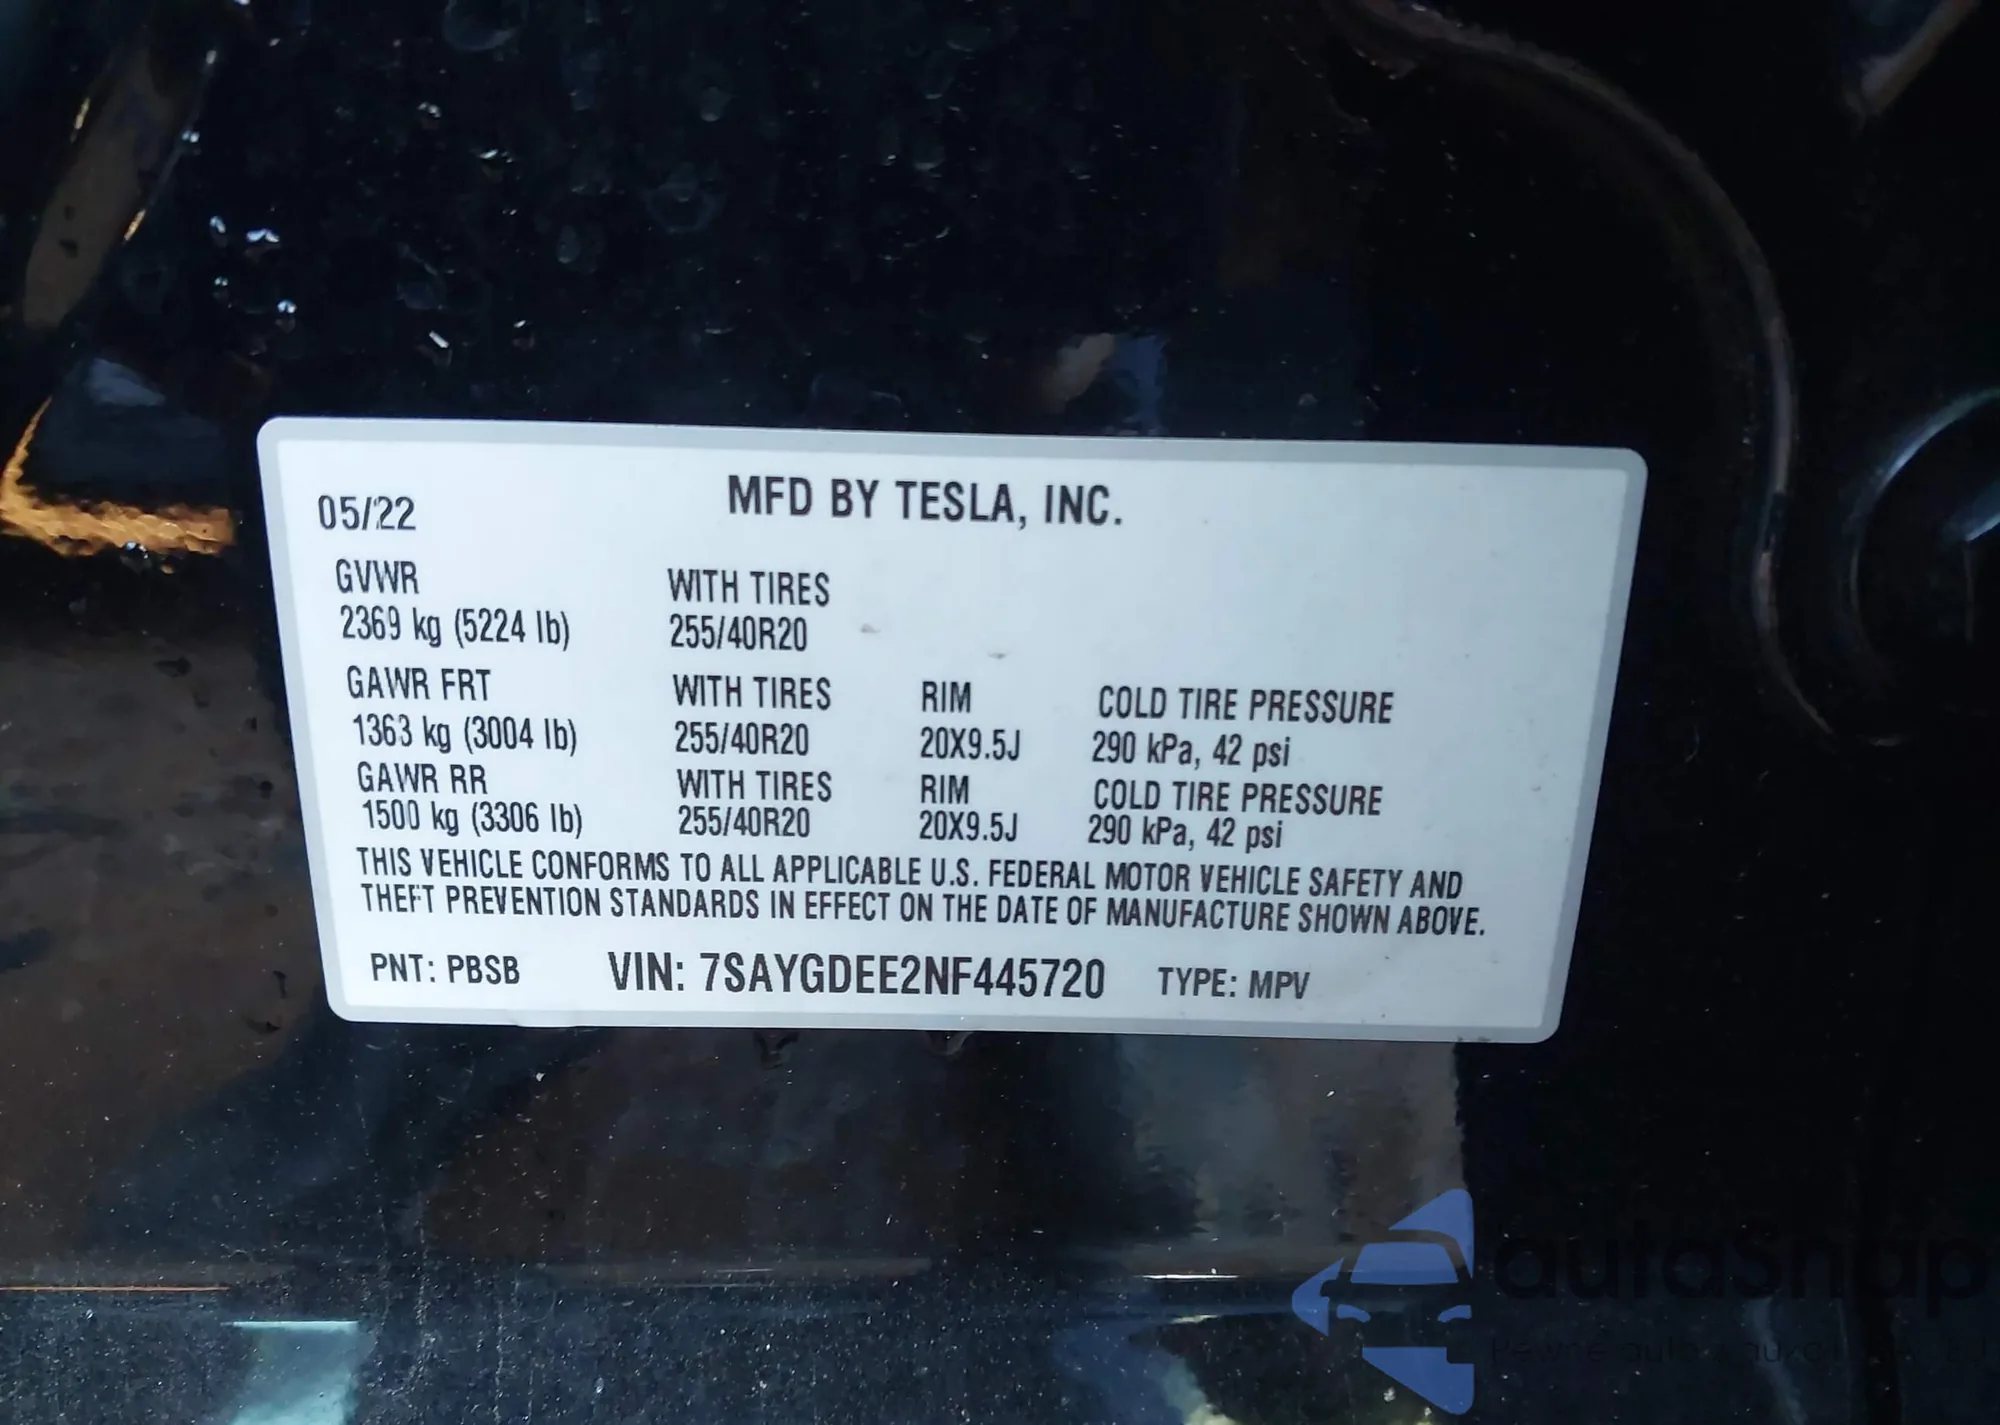 05/22 MFD BY TESLA, INC.
GVWR WITH TIRES
2369 kg (5224 lb) 255/40R20
GAWR FRT WITH TIRES RIM COLD TIRE PRESSURE
1363 kg (3004 lb) 255/40R20 20X9.5J 290 kPa, 42 psi
GAWR RR WITH TIRES RIM COLD TIRE PRESSURE
1500 kg (3306 lb) 255/40R20 20X9.5J 290 kPa, 42 psi
THIS VEHICLE CONFORMS TO ALL APPLICABLE U.S. FEDERAL MOTOR VEHICLE SAFETY AND
THEFT PREVENTION STANDARDS IN EFFECT ON THE DATE OF MANUFACTURE SHOWN ABOVE.
PNT: PBSB VIN: 7SAYGDEE2NF445720 TYPE: MPV
autaSnap